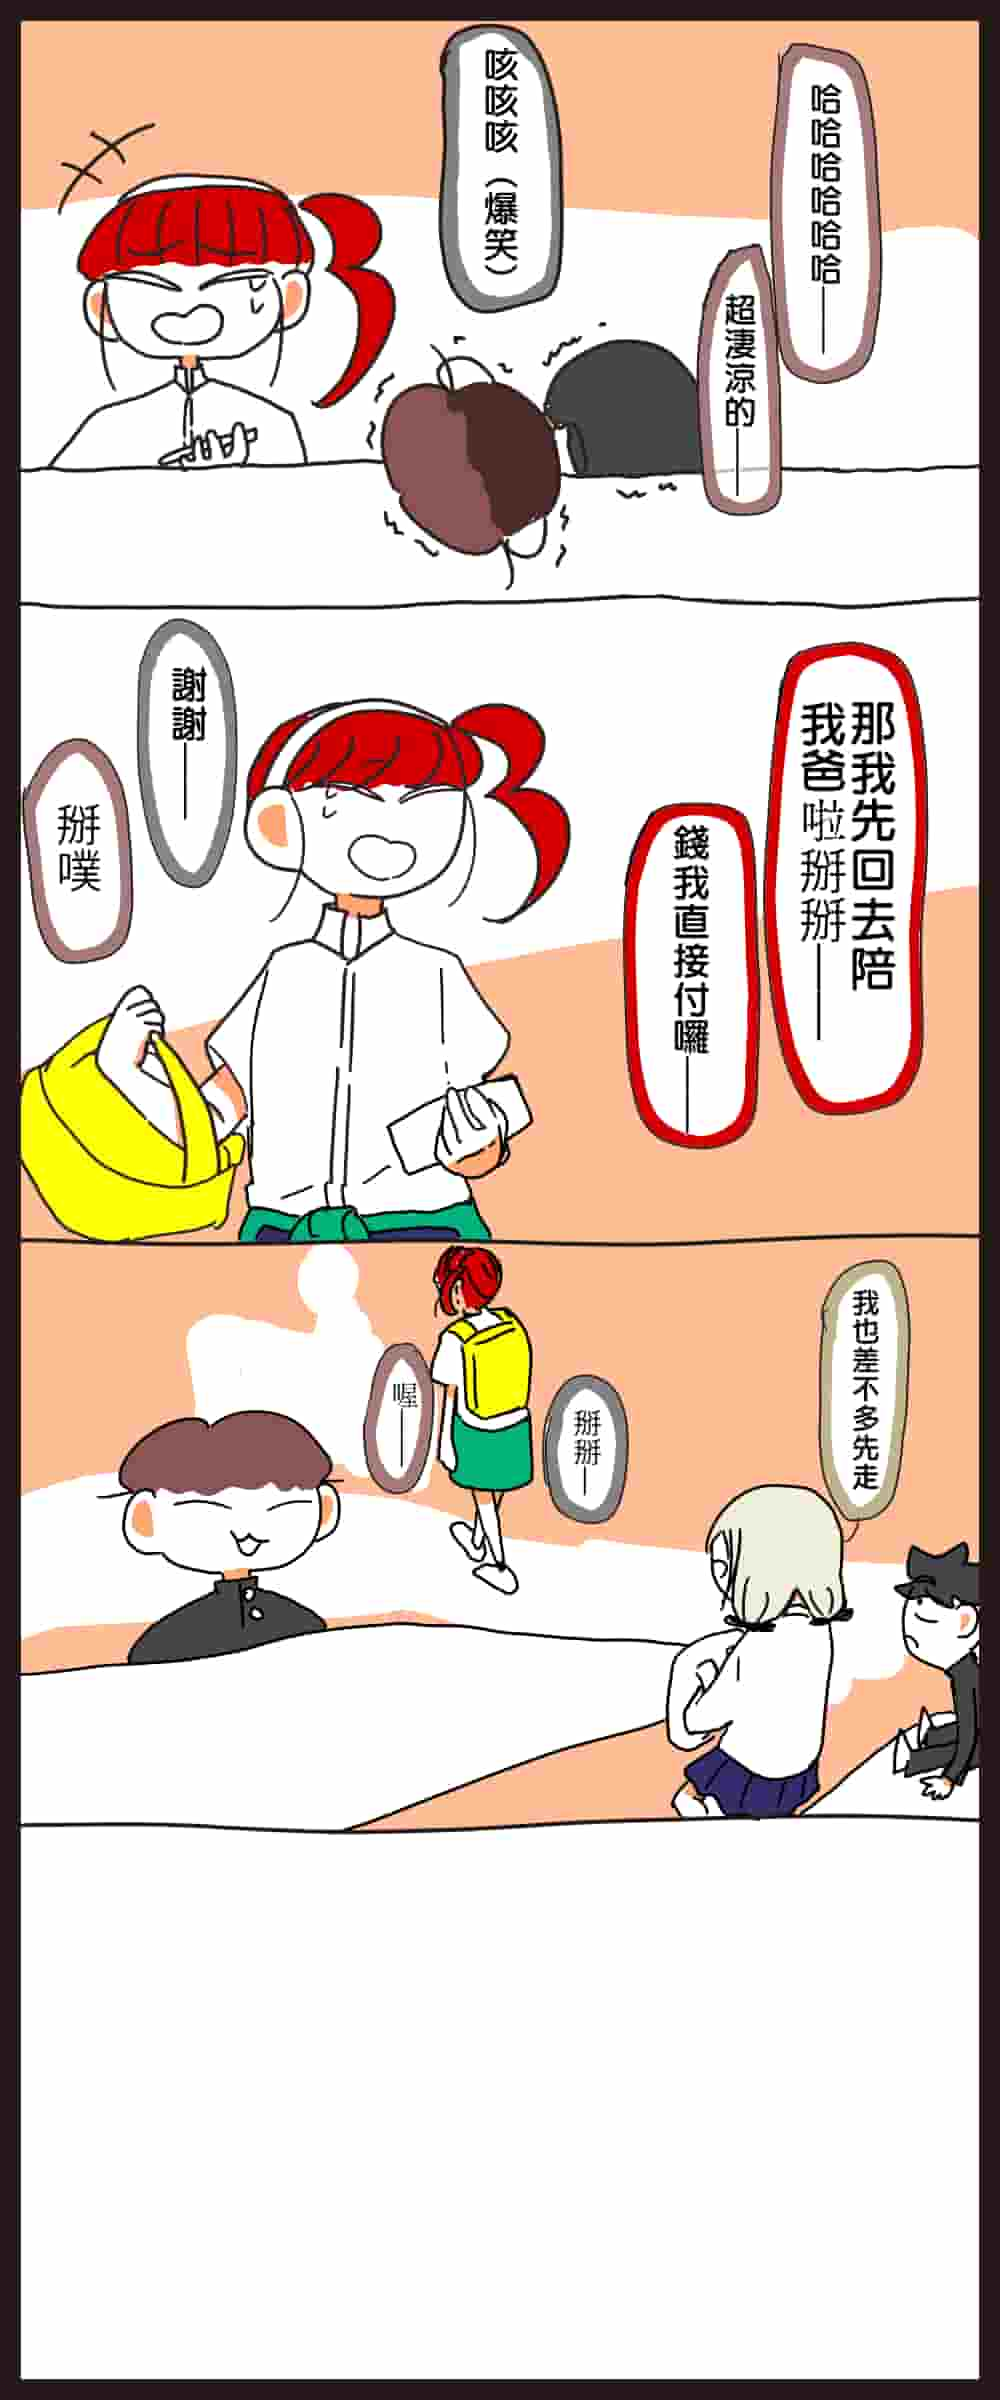 哈哈哈哈哈哈——
超淒涼的——
咳咳咳（爆笑）
那我先回去陪
我爸啦掰掰——
錢我直接付囉——
謝謝——
掰噗
我也差不多先走
掰掰—
喔——